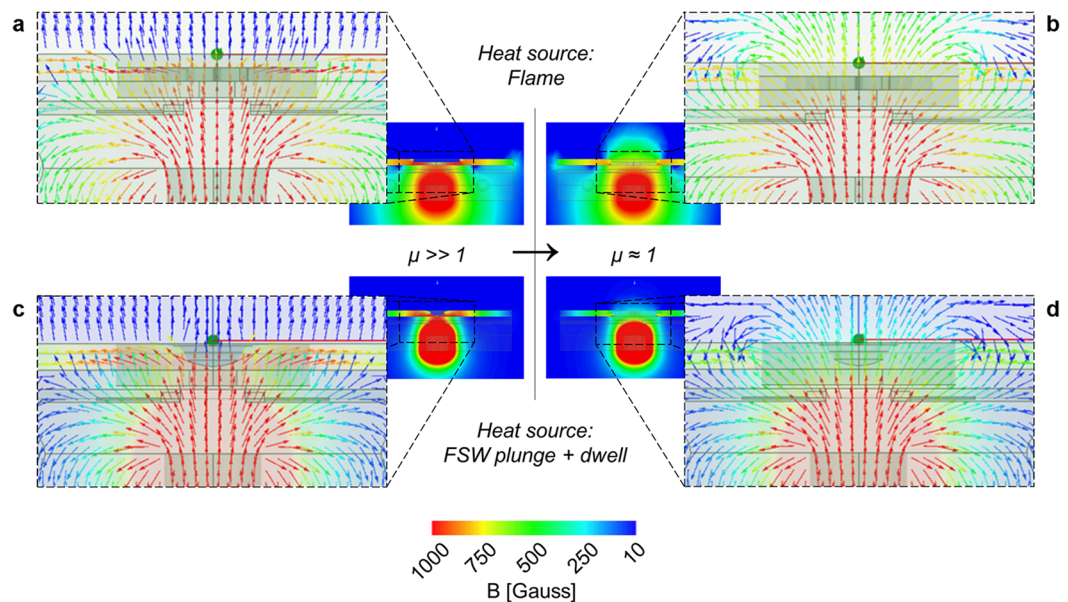 a
Heat source:
Flame
b
μ >> 1
μ ≈ 1
c
d
Heat source:
FSW plunge + dwell
1000
750
500
250
10
B [Gauss]